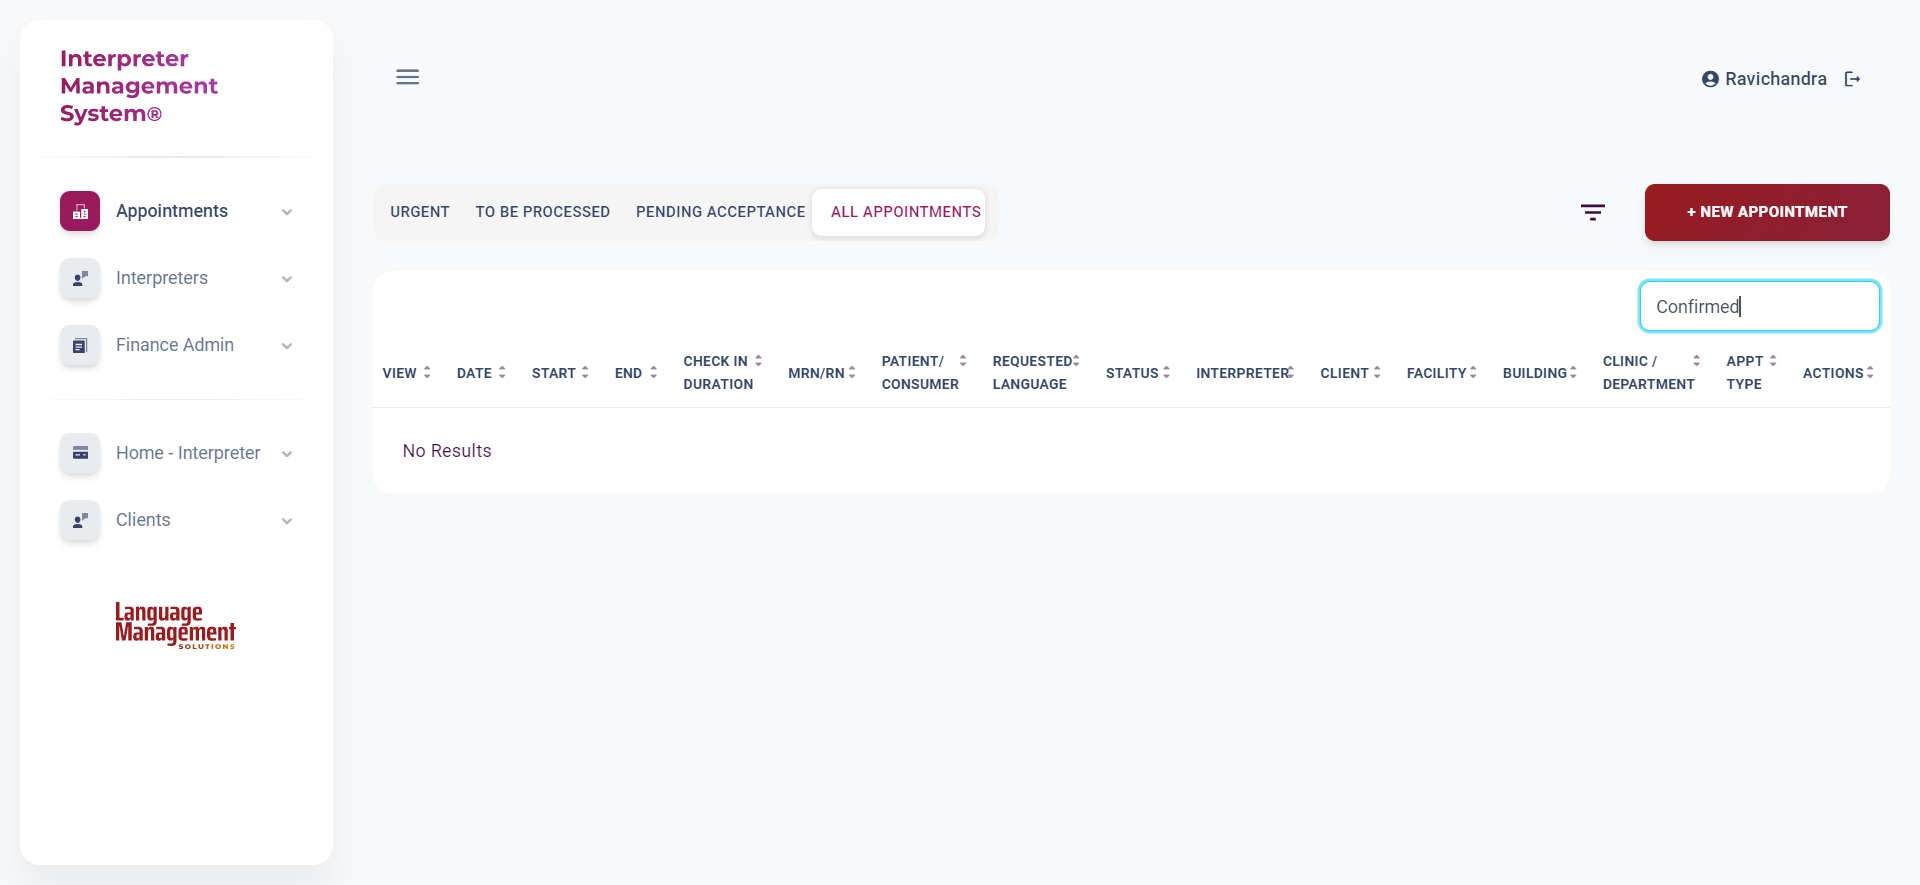 Interpreter
Management
System®
Appointments
Interpreters
Finance Admin
Home - Interpreter
Clients
Language
Management
SOLUTIONS
Ravichandra
URGENT TO BE PROCESSED PENDING ACCEPTANCE ALL APPOINTMENTS
+ NEW APPOINTMENT
Confirmed
VIEW DATE START END CHECK IN DURATION MRN/RN PATIENT/ CONSUMER REQUESTED LANGUAGE STATUS INTERPRETER CLIENT FACILITY BUILDING CLINIC / DEPARTMENT APPT TYPE ACTIONS
No Results